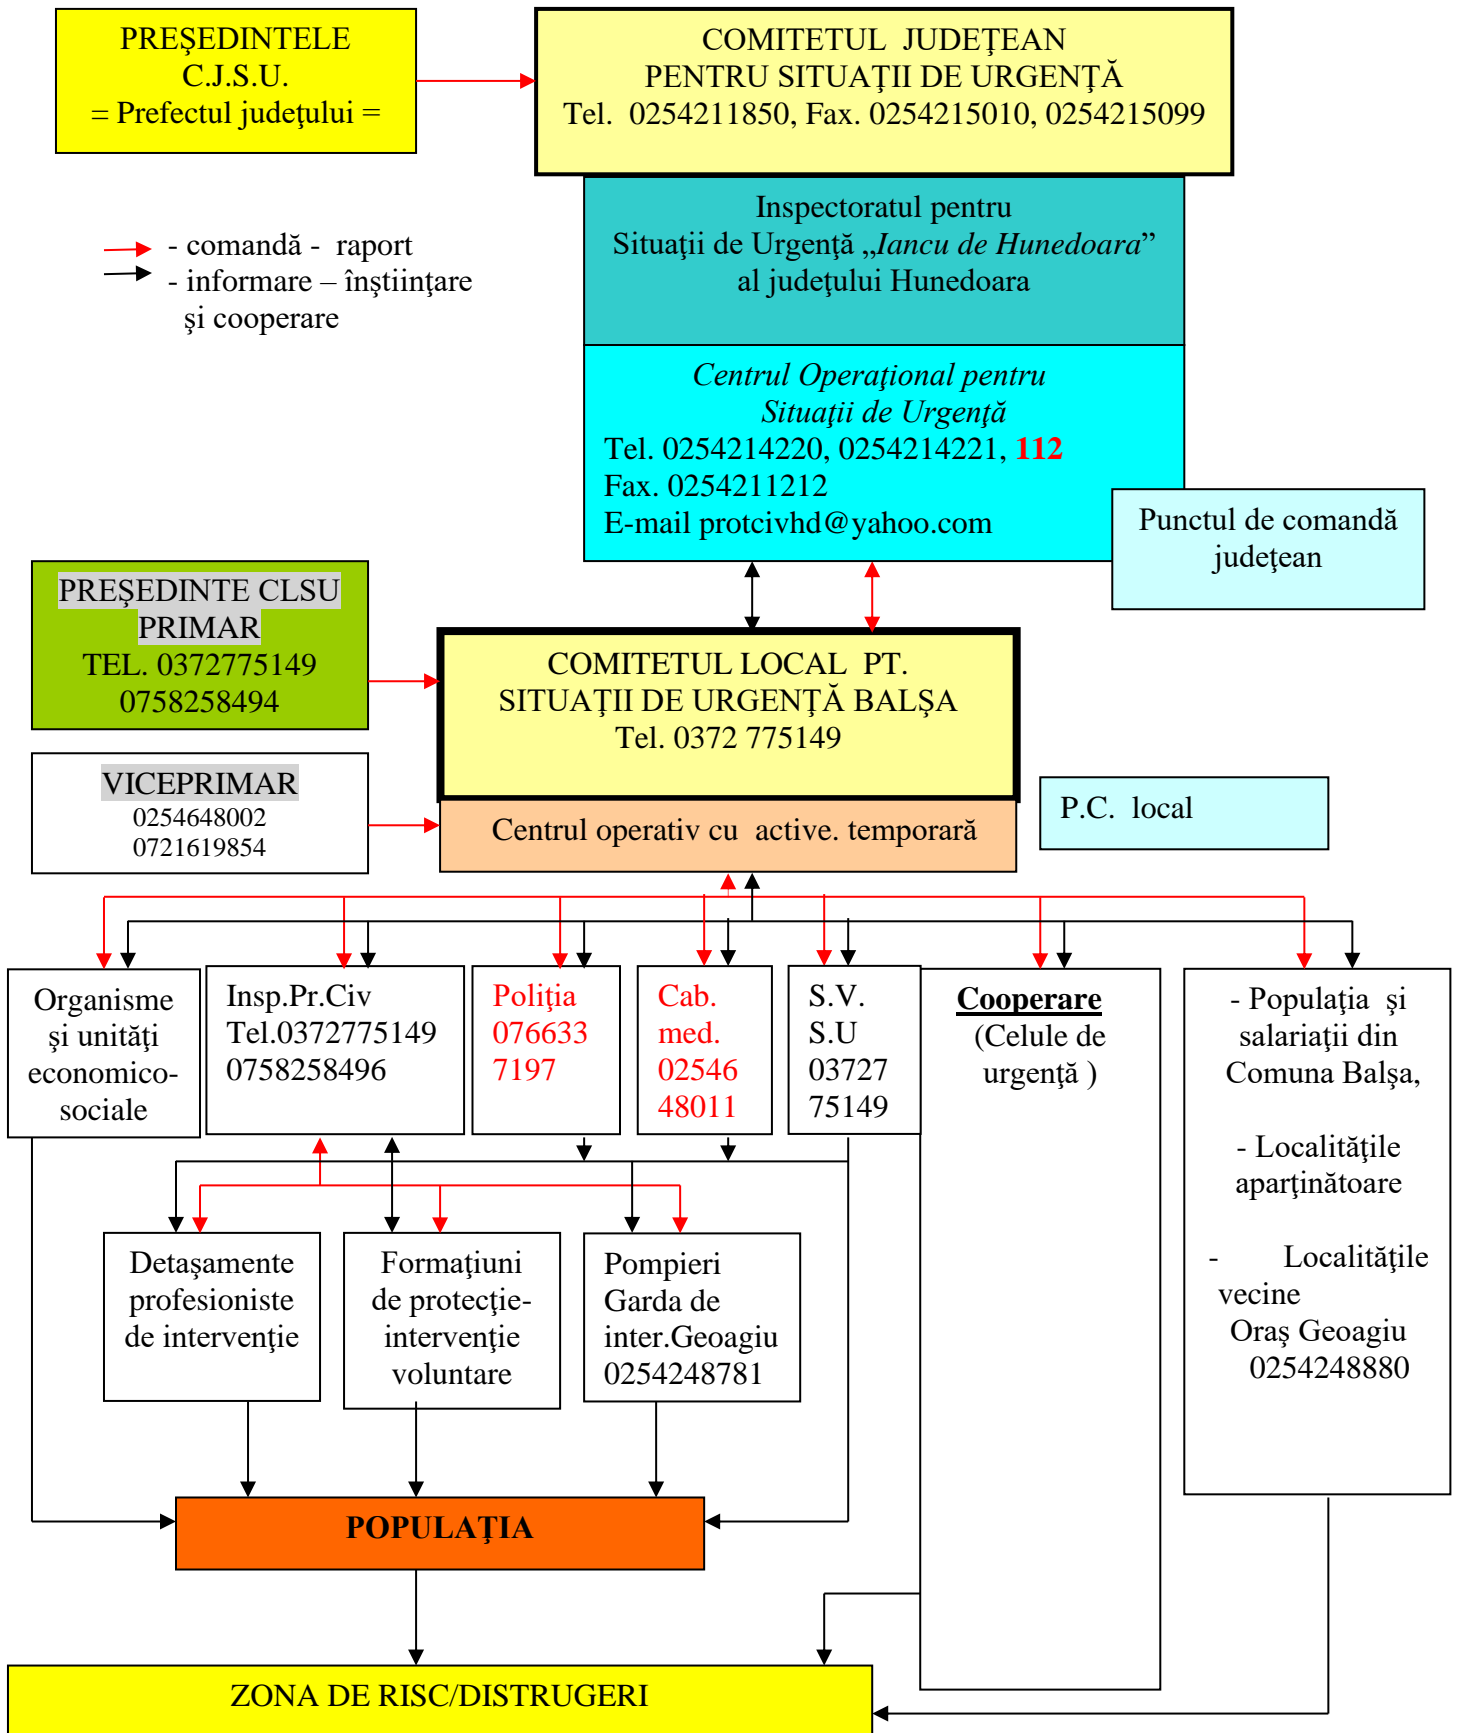 PREŞEDINTELE
C.J.S.U.
= Prefectul judeţului =
COMITETUL JUDEŢEAN
PENTRU SITUAŢII DE URGENŢĂ
Tel. 0254211850, Fax. 0254215010, 0254215099
Inspectoratul pentru
Situaţii de Urgenţă „Iancu de Hunedoara”
al judeţului Hunedoara
- comandă - raport
- informare – înştiinţare
şi cooperare
Centrul Operaţional pentru
Situaţii de Urgenţă
Tel. 0254214220, 0254214221, 112
Fax. 0254211212
E-mail protcivhd@yahoo.com
Punctul de comandă
judeţean
PREŞEDINTE CLSU
PRIMAR
TEL. 0372775149
0758258494
COMITETUL LOCAL PT.
SITUAŢII DE URGENŢĂ BALŞA
Tel. 0372 775149
VICEPRIMAR
0254648002
0721619854
Centrul operativ cu active. temporară
P.C. local
Organisme
şi unităţi
economico-
sociale
Insp.Pr.Civ
Tel.0372775149
0758258496
Poliţia
076633
7197
Cab.
med.
02546
48011
S.V.
S.U
03727
75149
Cooperare
(Celule de
urgenţă )
- Populaţia şi
salariaţii din
Comuna Balşa,
- Localităţile
aparţinătoare
- Localităţile
vecine
Oraş Geoagiu
0254248880
Detaşamente
profesioniste
de intervenţie
Formaţiuni
de protecţie-
intervenţie
voluntare
Pompieri
Garda de
inter.Geoagiu
0254248781
POPULAŢIA
ZONA DE RISC/DISTRUGERI